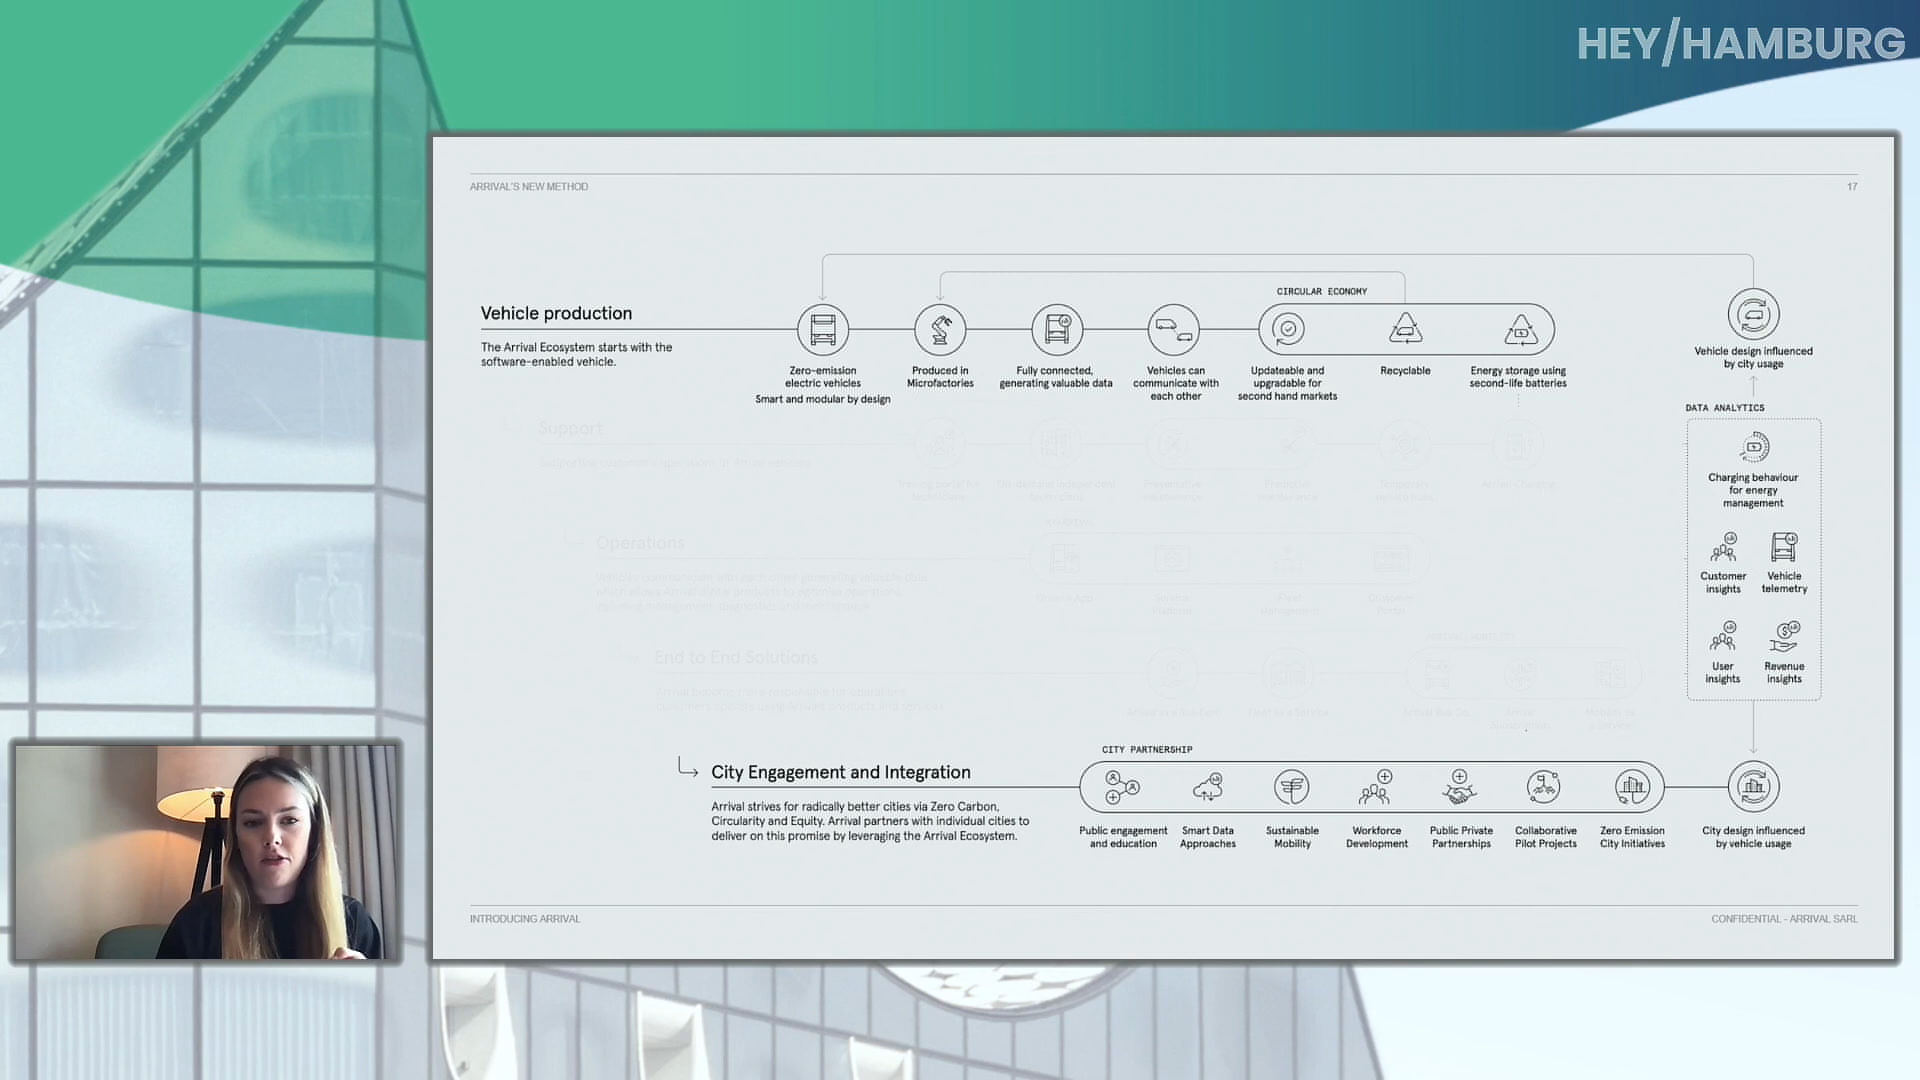 HEY/HAMBURG
ARRIVAL'S NEW METHOD
17
CIRCULAR ECONOMY
Vehicle production
The Arrival Ecosystem starts with the
software-enabled vehicle.
Zero-emission
electric vehicles
Smart and modular by design
Produced in
Microfactories
Fully connected,
generating valuable data
Vehicles can
communicate with
each other
Updateable and
upgradable for
second hand markets
Recyclable
Energy storage using
second-life batteries
Vehicle design influenced
by city usage
DATA ANALYTICS
Charging behaviour
for energy
management
Customer
insights
Vehicle
telemetry
User
insights
Revenue
insights
Support
Operations
End to End Solutions
CITY PARTNERSHIP
City Engagement and Integration
Arrival strives for radically better cities via Zero Carbon,
Circularity and Equity. Arrival partners with individual cities to
deliver on this promise by leveraging the Arrival Ecosystem.
Public engagement
and education
Smart Data
Approaches
Sustainable
Mobility
Workforce
Development
Public Private
Partnerships
Collaborative
Pilot Projects
Zero Emission
City Initiatives
City design influenced
by vehicle usage
INTRODUCING ARRIVAL
CONFIDENTIAL - ARRIVAL SARL